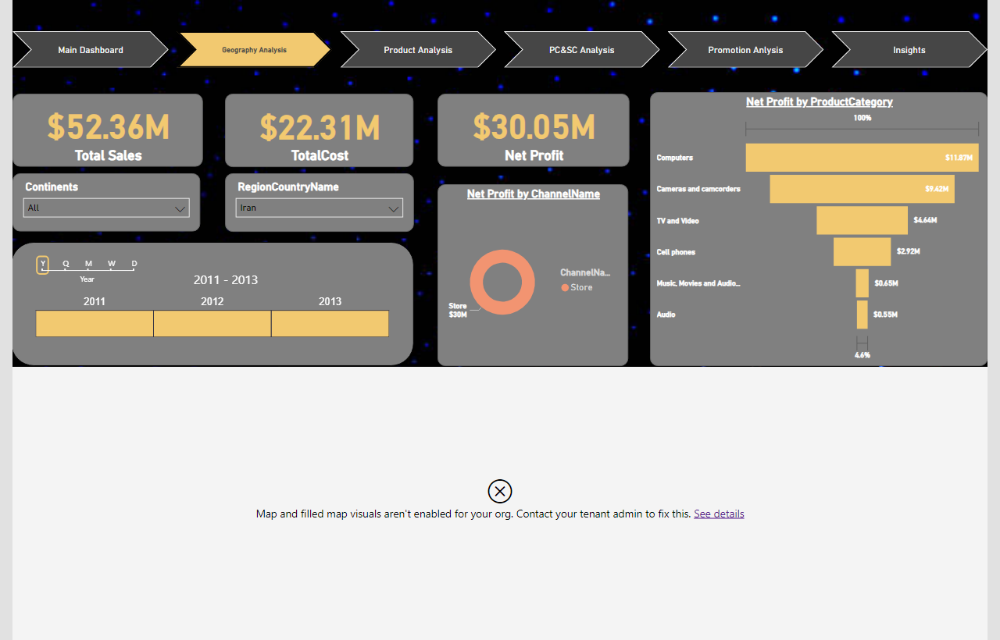 Main Dashboard
Geography Analysis
Product Analysis
PC&SC Analysis
Promotion Anlysis
Insights
$52.36M
Total Sales
$22.31M
TotalCost
$30.05M
Net Profit
Continents
All
RegionCountryName
Iran
Y Q M W D
Year
2011 - 2013
2011
2012
2013
Net Profit by ChannelName
ChannelNa...
Store
Store
$30M
Net Profit by ProductCategory
100%
Computers $11.87M
Cameras and camcorders $9.42M
TV and Video $4.64M
Cell phones $2.92M
Music, Movies and Audio... $0.65M
Audio $0.55M
4.6%
Map and filled map visuals aren't enabled for your org. Contact your tenant admin to fix this. See details